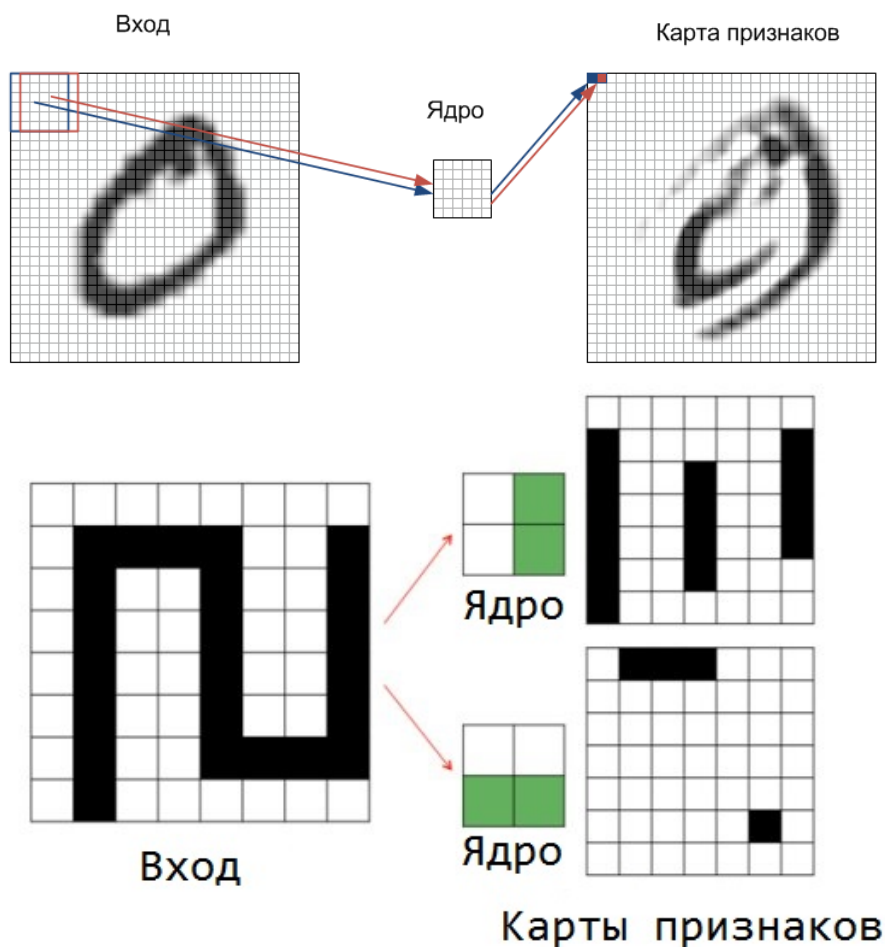 Вход
Карта признаков
Ядро
Ядро
Ядро
Вход
Карты признаков